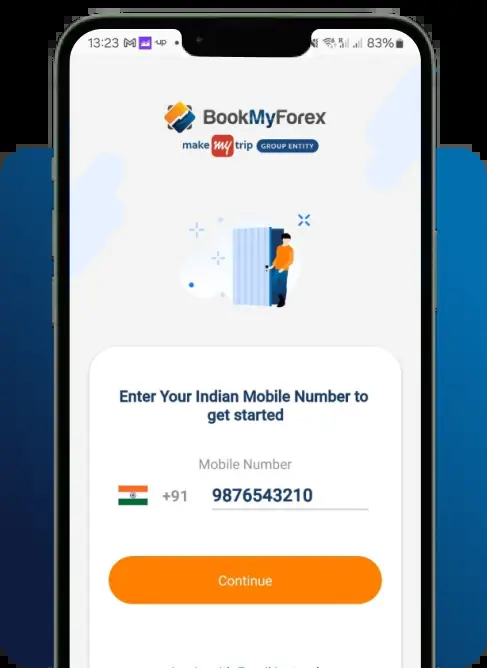 13:23
83%
BookMyForex
make my trip GROUP ENTITY
Enter Your Indian Mobile Number to
get started
Mobile Number
+91 9876543210
Continue